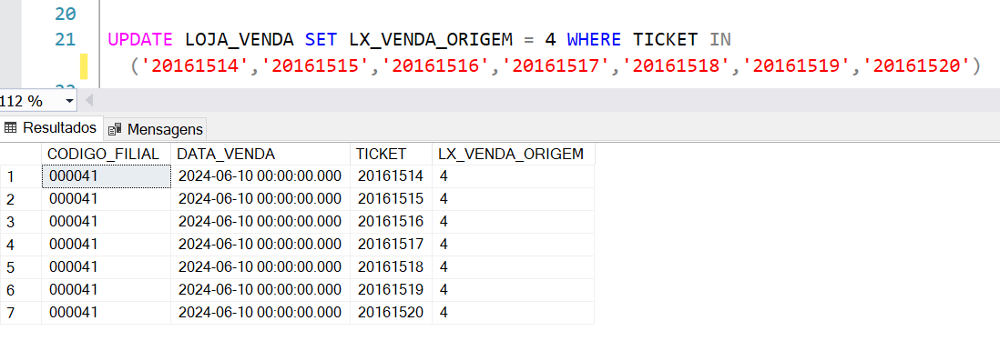 20
21 UPDATE LOJA_VENDA SET LX_VENDA_ORIGEM = 4 WHERE TICKET IN
('20161514','20161515','20161516','20161517','20161518','20161519','20161520')
112 %
Resultados Mensagens
CODIGO_FILIAL DATA_VENDA TICKET LX_VENDA_ORIGEM
1 000041 2024-06-10 00:00:00.000 20161514 4
2 000041 2024-06-10 00:00:00.000 20161515 4
3 000041 2024-06-10 00:00:00.000 20161516 4
4 000041 2024-06-10 00:00:00.000 20161517 4
5 000041 2024-06-10 00:00:00.000 20161518 4
6 000041 2024-06-10 00:00:00.000 20161519 4
7 000041 2024-06-10 00:00:00.000 20161520 4